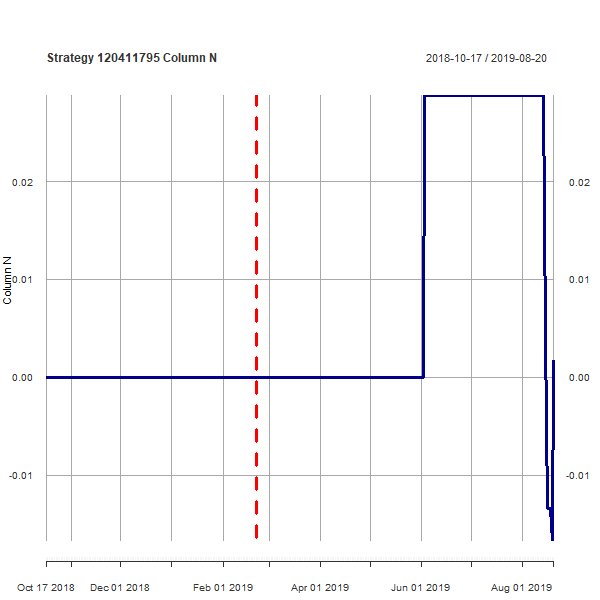 Strategy 120411795 Column N
2018-10-17 / 2019-08-20
0.02 0.02
0.01 0.01
0.00 0.00
-0.01 -0.01
Column N
Oct 17 2018 Dec 01 2018 Feb 01 2019 Apr 01 2019 Jun 01 2019 Aug 01 2019